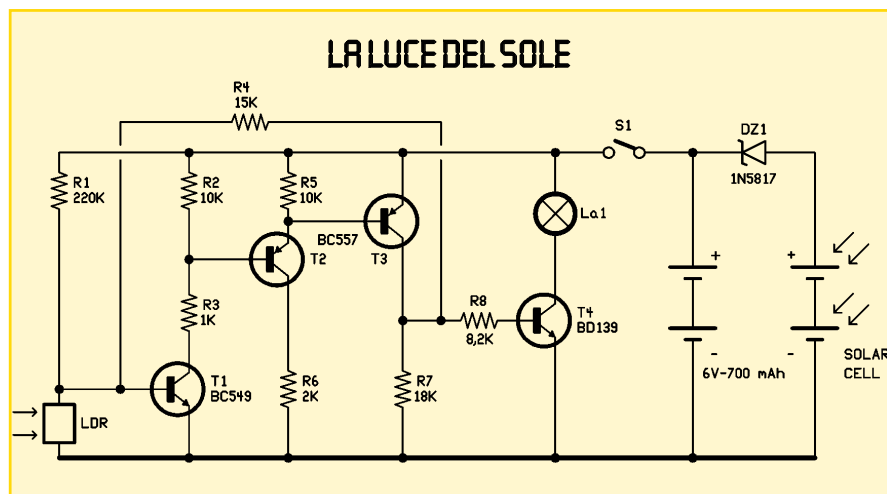 LA LUCE DEL SOLE
R4
15K
S1
DZ1
1N5817
R1
220K
R2
10K
R5
10K
BC557
T3
La1
T2
+
+
R3
1K
R8
8,2K
T4
BD139
-
-
SOLAR
CELL
6V-700 mAh
T1
BC549
R6
2K
R7
18K
LDR